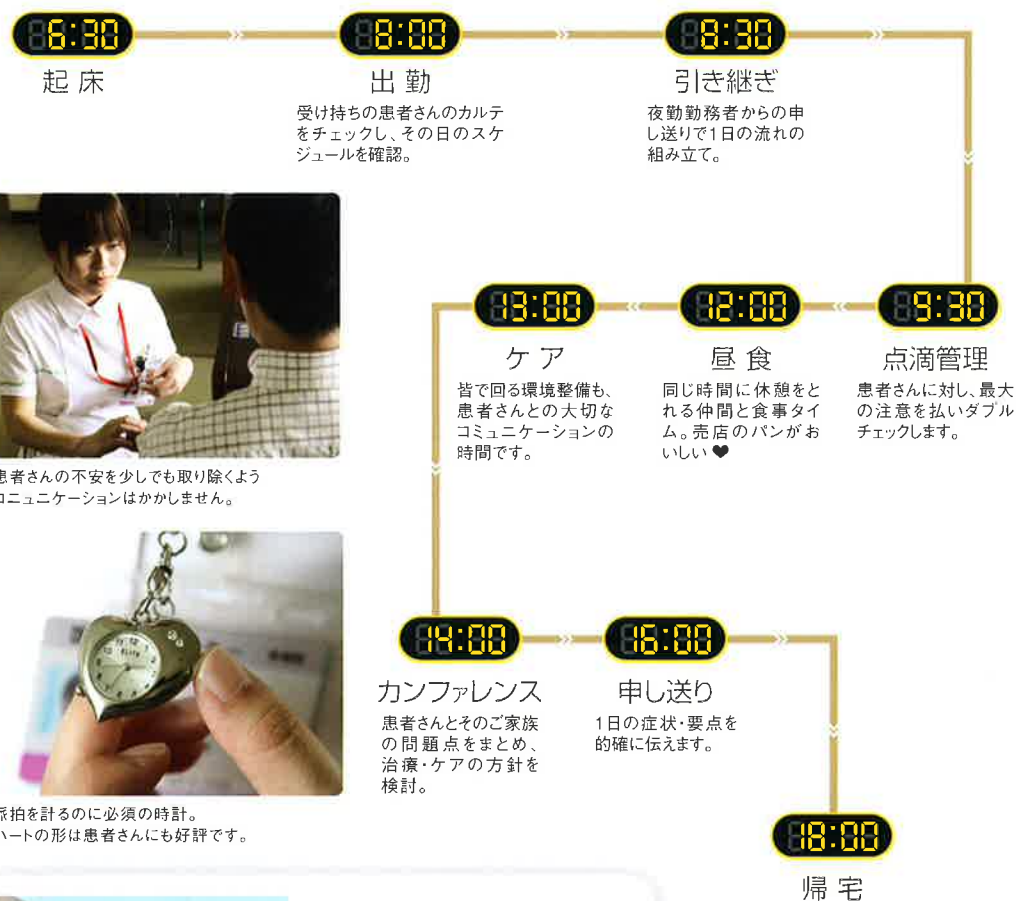 6:30
起床
8:00
出勤
受け持ちの患者さんのカルテ
をチェックし、その日のスケ
ジュールを確認。
8:30
引き継ぎ
夜勤勤務者からの申
し送りで1日の流れの
組み立て。
9:30
点滴管理
患者さんに対し、最大
の注意を払いダブル
チェックします。
12:00
昼食
同じ時間に休憩をと
れる仲間と食事タイ
ム。売店のパンがお
いしい♥
13:00
ケア
皆で回る環境整備も、
患者さんとの大切な
コミュニケーションの
時間です。
患者さんの不安を少しでも取り除くよう
コニュニケーションはかかしません。
14:00
カンファレンス
患者さんとそのご家族
の問題点をまとめ、
治療・ケアの方針を
検討。
16:00
申し送り
1日の症状・要点を
的確に伝えます。
脈拍を計るのに必須の時計。
ハートの形は患者さんにも好評です。
18:00
帰宅